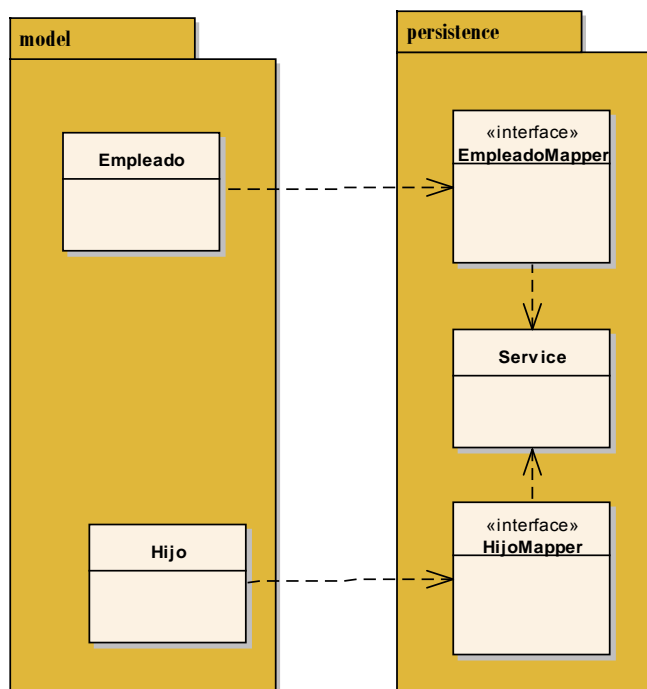 model
persistence
Empleado
«interface»
EmpleadoMapper
Service
Hijo
«interface»
HijoMapper